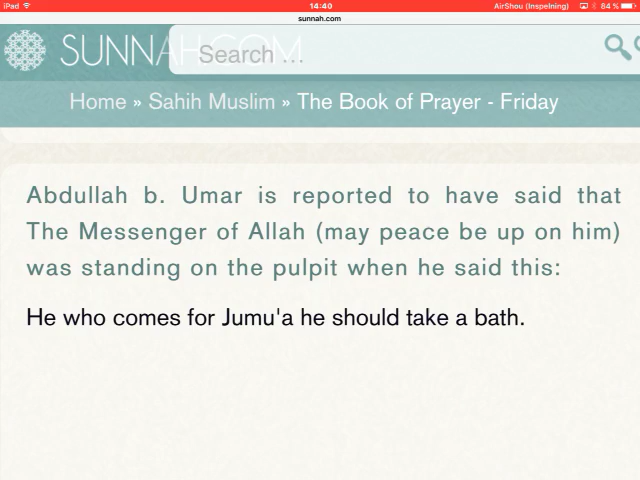 iPad 14:40 AirShou (Inspelning) 84 %
sunnah.com
SUNNAH.COM Search ...
Home » Sahih Muslim » The Book of Prayer - Friday
Abdullah b. Umar is reported to have said that
The Messenger of Allah (may peace be up on him)
was standing on the pulpit when he said this:
He who comes for Jumu'a he should take a bath.